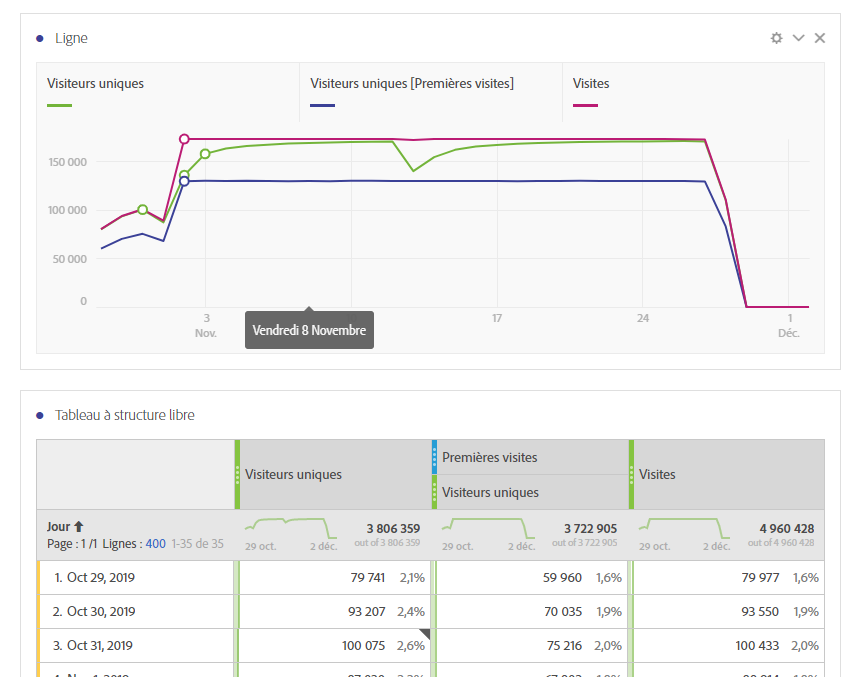 Ligne
Visiteurs uniques
Visiteurs uniques [Premières visites]
Visites
150 000
100 000
50 000
0
3
Nov.
17
24
1
Déc.
Vendredi 8 Novembre
Tableau à structure libre
Visiteurs uniques
Premières visites
Visiteurs uniques
Visites
Jour
Page : 1 /1 Lignes : 400 1-35 de 35
29 oct. 2 déc.
3 806 359
out of 3 806 359
29 oct. 2 déc.
3 722 905
out of 3 722 905
29 oct. 2 déc.
4 960 428
out of 4 960 428
1. Oct 29, 2019 79 741 2,1% 59 960 1,6% 79 977 1,6%
2. Oct 30, 2019 93 207 2,4% 70 035 1,9% 93 550 1,9%
3. Oct 31, 2019 100 075 2,6% 75 216 2,0% 100 433 2,0%